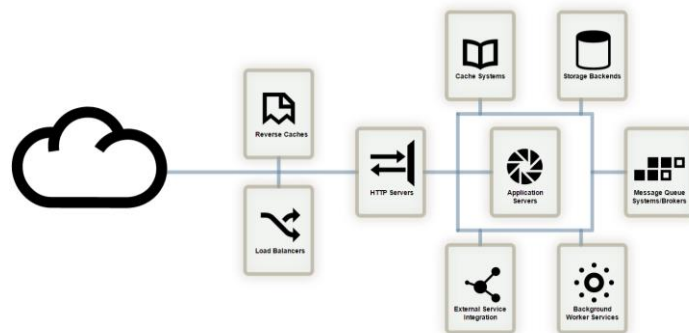 Cache Systems
Storage Backends
Reverse Caches
HTTP Servers
Application
Servers
Message Queue
Systems/Brokers
Load Balancers
External Service
Integration
Background
Worker Services